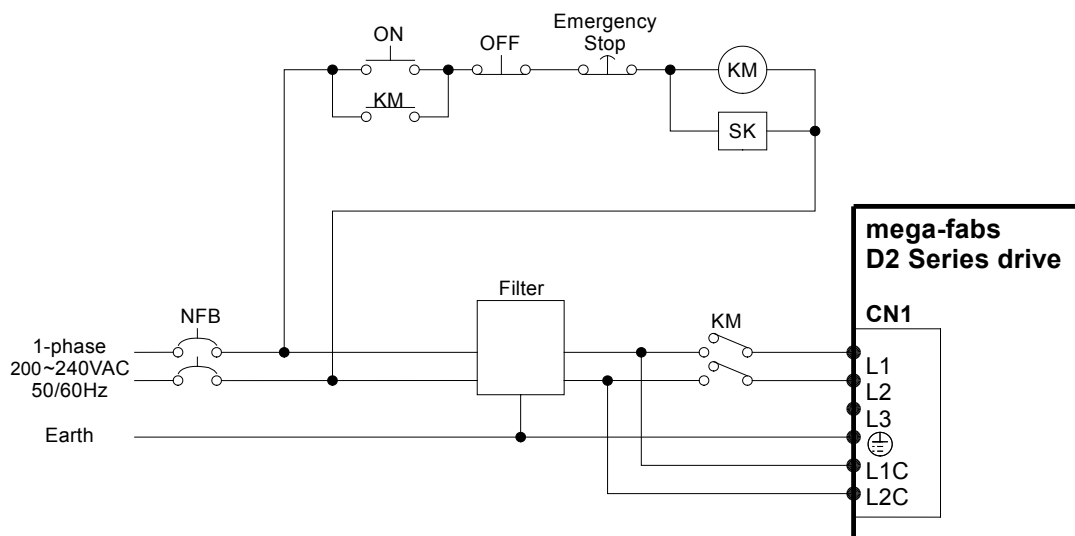 ON
OFF
Emergency
Stop
KM
KM
SK
mega-fabs
D2 Series drive
Filter
CN1
NFB
KM
1-phase
200~240VAC
50/60Hz
L1
L2
L3
Earth
L1C
L2C